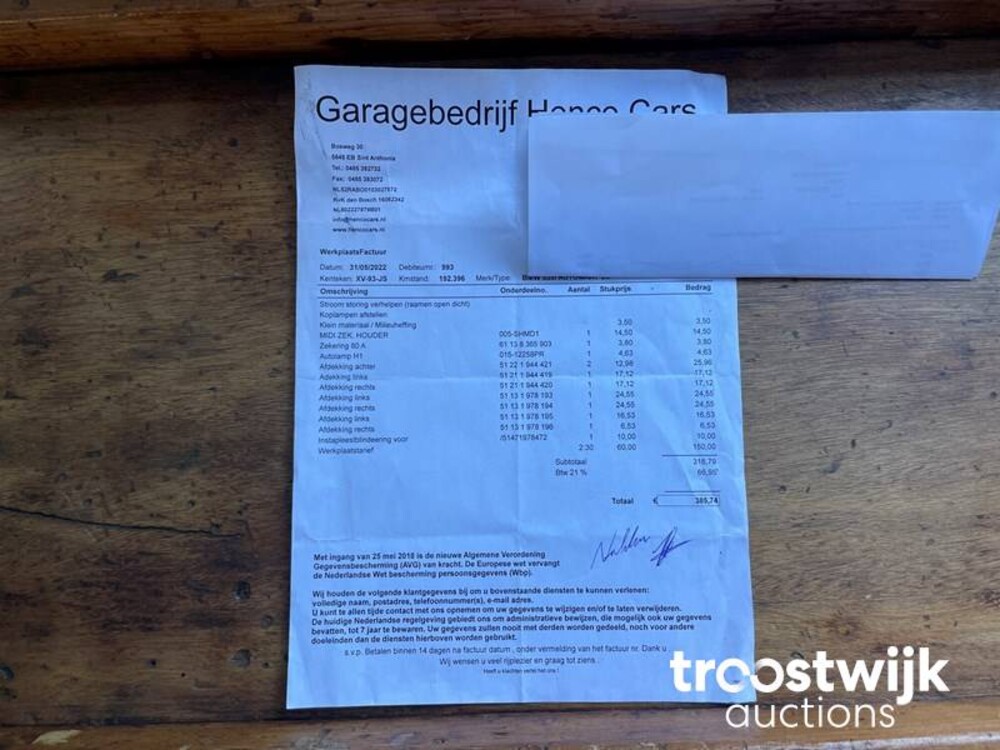 Garagebedrijf Henco Cars
Bosweg 30
5845 EB Sint Anthonis
Tel.: 0485 382732
Fax: 0485 383072
KvK den Bosch 16082342
info@hencocars.nl
www.hencocars.nl
WerkplaatsFactuur
Datum: 31/05/2022 Debiteurnr: 993
Kenteken: XV-93-JS Kmstand: 192.396 Merk/Type:
Omschrijving Onderdeelno. Aantal Stukprijs - Bedrag
Stroom storing verhelpen (raamen open dicht)
Koplampen afstellen
Klein materiaal / Milieuheffing 3,50 3,50
MIDI ZEK. HOUDER 005-SHMD1 1 14,50 14,50
Zekering 80 A 61 13 8 365 903 1 3,80 3,80
Autolamp H1 015-12258PR 1 4,63 4,63
Afdekking achter 51 22 1 944 421 2 12,98 25,96
Adekking links 51 21 1 944 419 1 17,12 17,12
Afdekking rechts 51 21 1 944 420 1 17,12 17,12
Afdekking links 51 13 1 978 193 1 24,55 24,55
Afdekking rechts 51 13 1 978 194 1 24,55 24,55
Afdekking links 51 13 1 978 195 1 16,53 16,53
Afdekking rechts 51 13 1 978 196 1 6,53 6,53
Instapleestblindeering voor /51471978472 1 10,00 10,00
Werkplaatstarief 2:30 60,00 150,00
Subtotaal 318,79
Btw 21 % 66,95
Totaal € 385,74
Met ingang van 25 mei 2018 is de nieuwe Algemene Verordening
Gegevensbescherming (AVG) van kracht. De Europese wet vervangt
de Nederlandse Wet bescherming persoonsgegevens (Wbp).
Wij houden de volgende klantgegevens bij om u bovenstaande diensten te kunnen verlenen:
volledige naam, postadres, telefoonnummer(s), e-mail adres.
U kunt te allen tijde contact met ons opnemen om uw gegevens te wijzigen en/of te laten verwijderen.
De huidige Nederlandse regelgeving gebiedt ons om administratieve bewijzen, die mogelijk ook uw gegevens
bevatten, tot 7 jaar te bewaren. Uw gegevens zullen nooit met derden worden gedeeld, noch voor andere
doeleinden dan de diensten hierboven worden gebruikt.
s.v.p. Betalen binnen 14 dagen na factuur datum , onder vermelding van het factuur nr. Dank u
Wij wensen u veel rijplezier en graag tot ziens
Heeft u klachten vertel het ons !
troostwijk
auctions